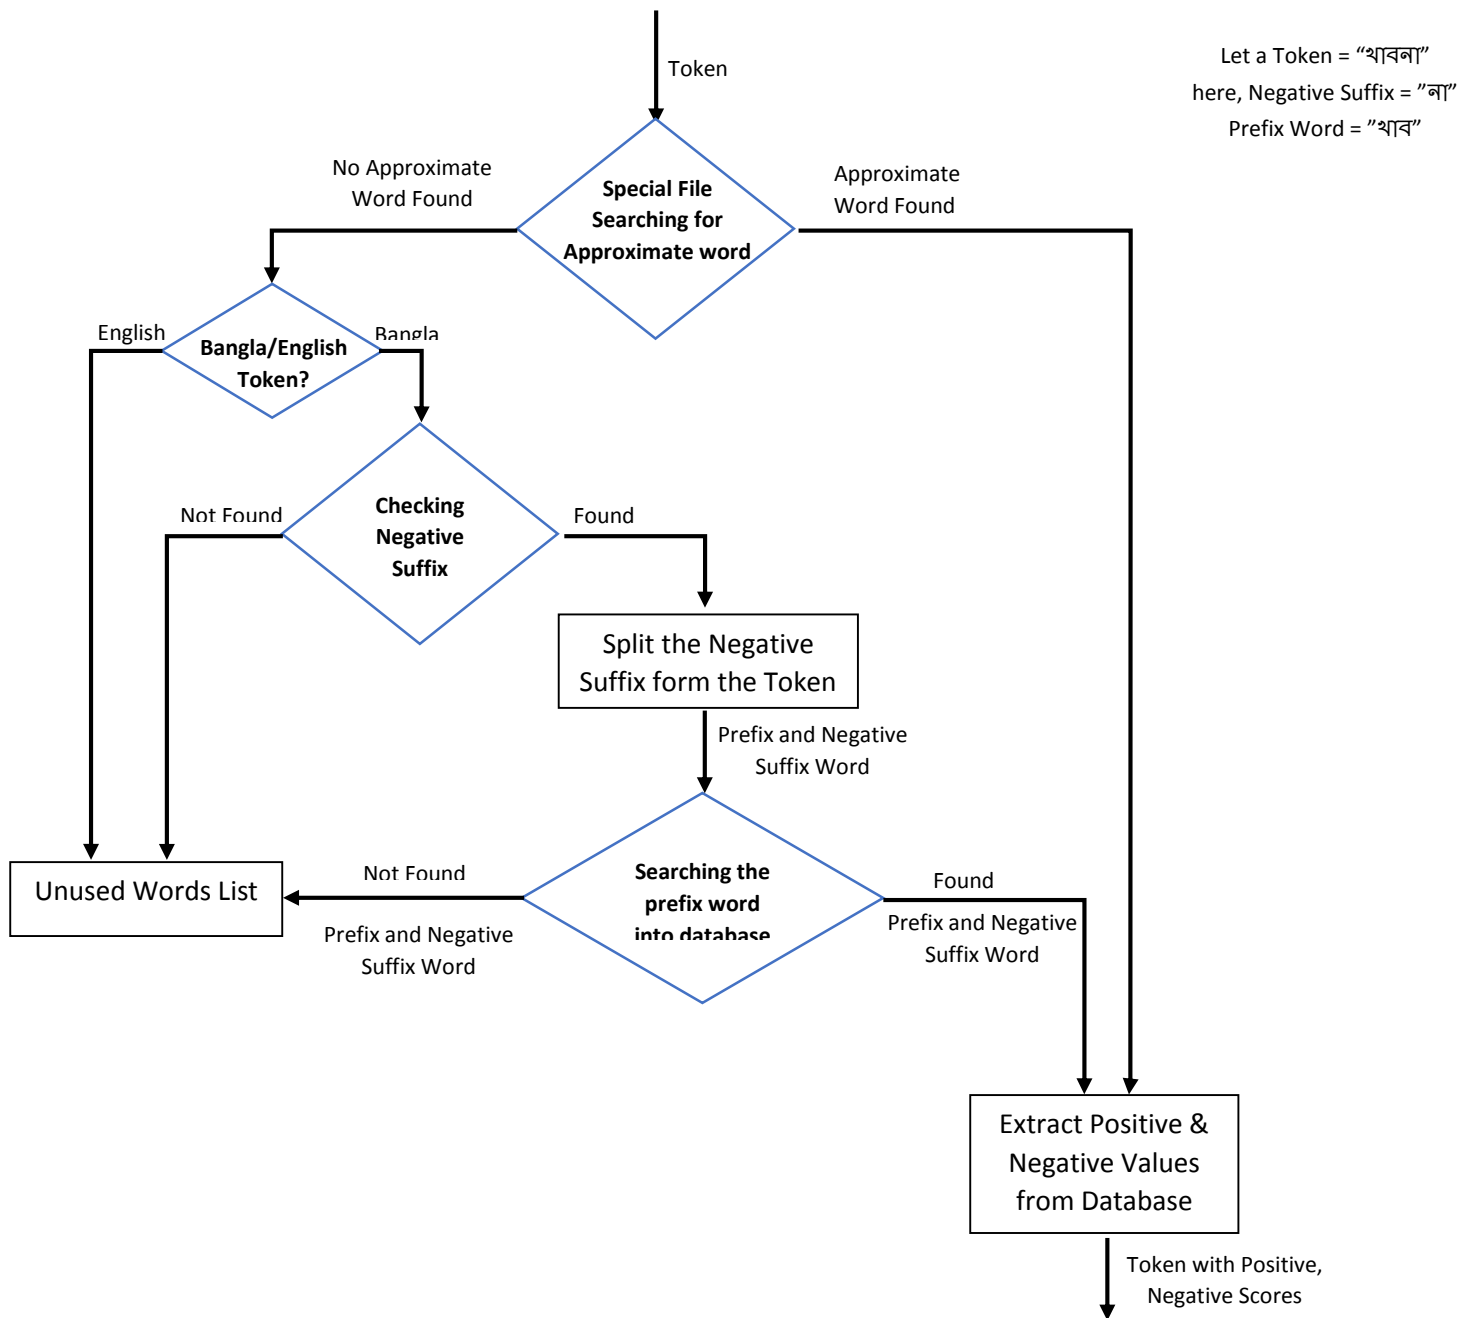 Token
Let a Token = “খাবনা”
here, Negative Suffix = ”না”
Prefix Word = ”খাব”
No Approximate
Word Found
Special File
Searching for
Approximate word
Approximate
Word Found
English
Bangla/English
Token?
Bangla
Not Found
Checking
Negative
Suffix
Found
Split the Negative
Suffix form the Token
Prefix and Negative
Suffix Word
Unused Words List
Not Found
Prefix and Negative
Suffix Word
Searching the
prefix word
into database
Found
Prefix and Negative
Suffix Word
Extract Positive &
Negative Values
from Database
Token with Positive,
Negative Scores